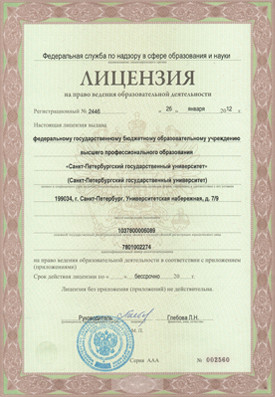 Федеральная служба по надзору в сфере образования и науки
ЛИЦЕНЗИЯ
на право ведения образовательной деятельности
Регистрационный № 2446 « 26 » января 2012 г.
Настоящая лицензия выдана
федеральному государственному бюджетному образовательному учреждению
высшего профессионального образования
«Санкт-Петербургский государственный университет»
(Санкт-Петербургский государственный университет)
199034, г. Санкт-Петербург, Университетская набережная, д. 7/9
1037800006089
7801002274
на право ведения образовательной деятельности в соответствии с приложением
(приложениями)
Срок действия лицензии по « бессрочно 20 г.
Лицензия без приложения (приложений) не действительна.
Глебова Л.Н.
М.П.
Серия ААА № 002560